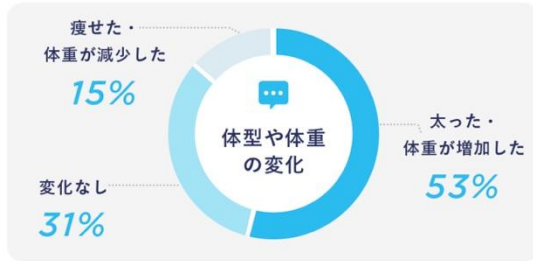 痩せた・
体重が減少した
15%
体型や体重
の変化
太った・
体重が増加した
53%
変化なし
31%